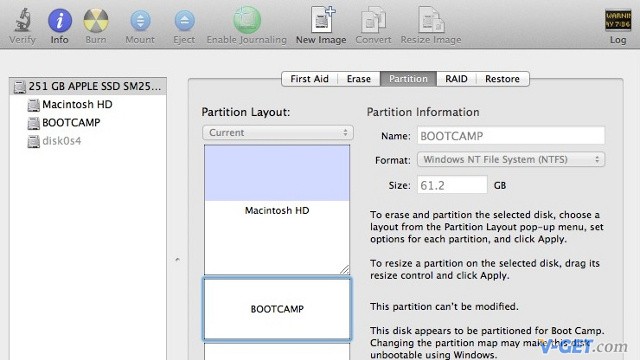 Verify Info Burn Mount Eject Enable Journaling New Image Convert Resize Image Log
WARNI
AY 7:36
251 GB APPLE SSD SM25...
Macintosh HD
BOOTCAMP
disk0s4
First Aid Erase Partition RAID Restore
Partition Layout:
Current
Macintosh HD
BOOTCAMP
Partition Information
Name: BOOTCAMP
Format: Windows NT File System (NTFS)
Size: 61.2 GB
To erase and partition the selected disk, choose a
layout from the Partition Layout pop-up menu, set
options for each partition, and click Apply.
To resize a partition on the selected disk, drag its
resize control and click Apply.
This partition can't be modified.
This disk appears to be partitioned for Boot Camp.
Changing the partition map may make this disk
unbootable using Windows.
V-GET.com